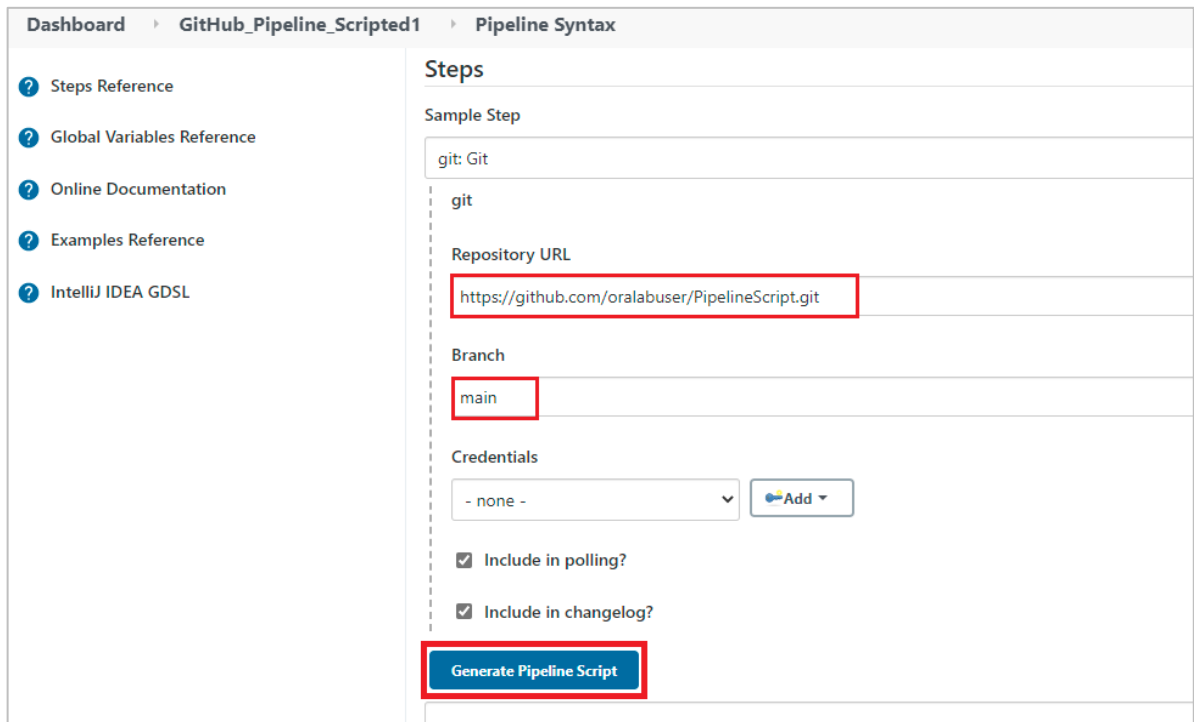 Dashboard GitHub_Pipeline_Scripted1 Pipeline Syntax
? Steps Reference
? Global Variables Reference
? Online Documentation
? Examples Reference
? IntelliJ IDEA GDSL
Steps
Sample Step
git: Git
git
Repository URL
https://github.com/oralabuser/PipelineScript.git
Branch
main
Credentials
- none -
Add
Include in polling?
Include in changelog?
Generate Pipeline Script